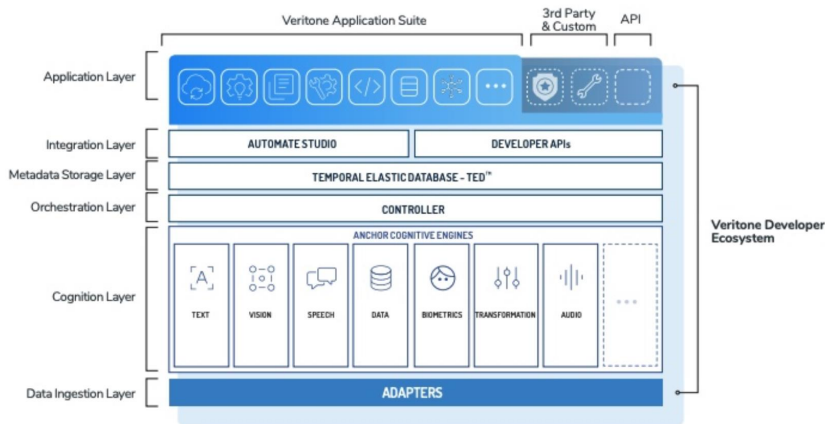 Veritone Application Suite
3rd Party
& Custom
API
Application Layer
Integration Layer
AUTOMATE STUDIO
DEVELOPER APIs
Metadata Storage Layer
TEMPORAL ELASTIC DATABASE - TED™
Orchestration Layer
CONTROLLER
Veritone Developer
Ecosystem
ANCHOR COGNITIVE ENGINES
Cognition Layer
A
TEXT
VISION
SPEECH
DATA
BIOMETRICS
TRANSFORMATION
AUDIO
Data Ingestion Layer
ADAPTERS